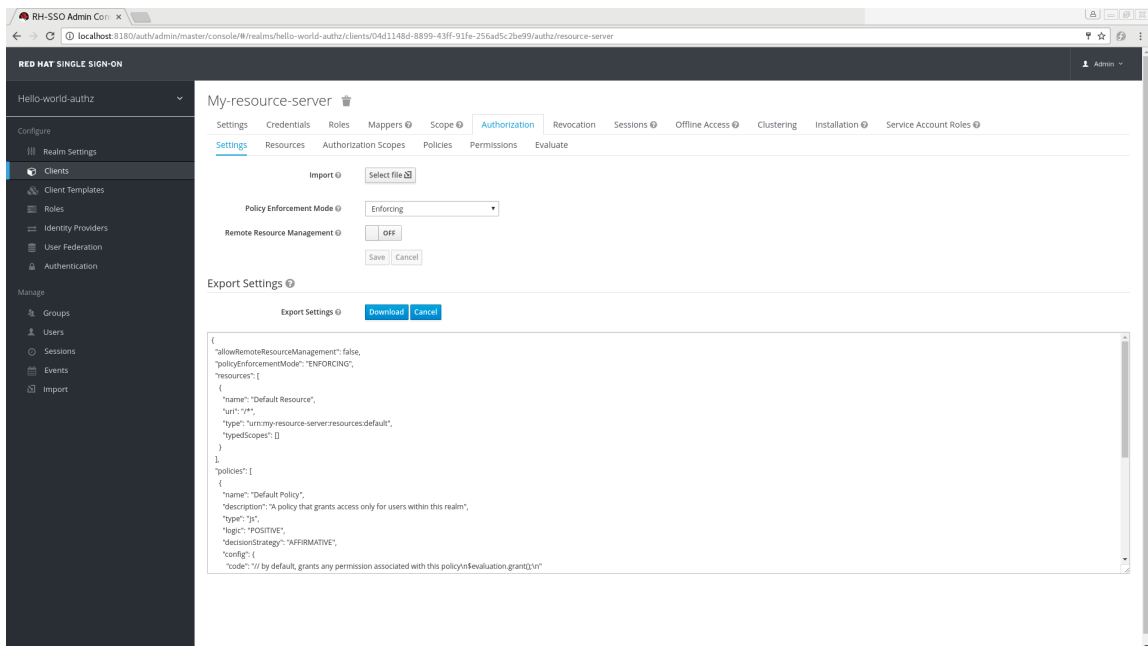 RH-SSO Admin Con
localhost:8180/auth/admin/master/console/#/realms/hello-world-authz/clients/04d1148d-8899-43ff-91fe-256ad5c2be99/authz/resource-server
RED HAT SINGLE SIGN-ON
Admin
Hello-world-authz
Configure
Realm Settings
Clients
Client Templates
Roles
Identity Providers
User Federation
Authentication
Manage
Groups
Users
Sessions
Events
Import
My-resource-server
Settings Credentials Roles Mappers Scope Authorization Revocation Sessions Offline Access Clustering Installation Service Account Roles
Settings Resources Authorization Scopes Policies Permissions Evaluate
Import Select file
Policy Enforcement Mode Enforcing
Remote Resource Management OFF
Save Cancel
Export Settings
Export Settings Download Cancel
{
"allowRemoteResourceManagement": false,
"policyEnforcementMode": "ENFORCING",
"resources": [
{
"name": "Default Resource",
"uri": "/*",
"type": "urn:my-resource-server:resources:default",
"typedScopes": []
}
],
"policies": [
{
"name": "Default Policy",
"description": "A policy that grants access only for users within this realm",
"type": "js",
"logic": "POSITIVE",
"decisionStrategy": "AFFIRMATIVE",
"config": {
"code": "// by default, grants any permission associated with this policy\n$evaluation.grant();\n"